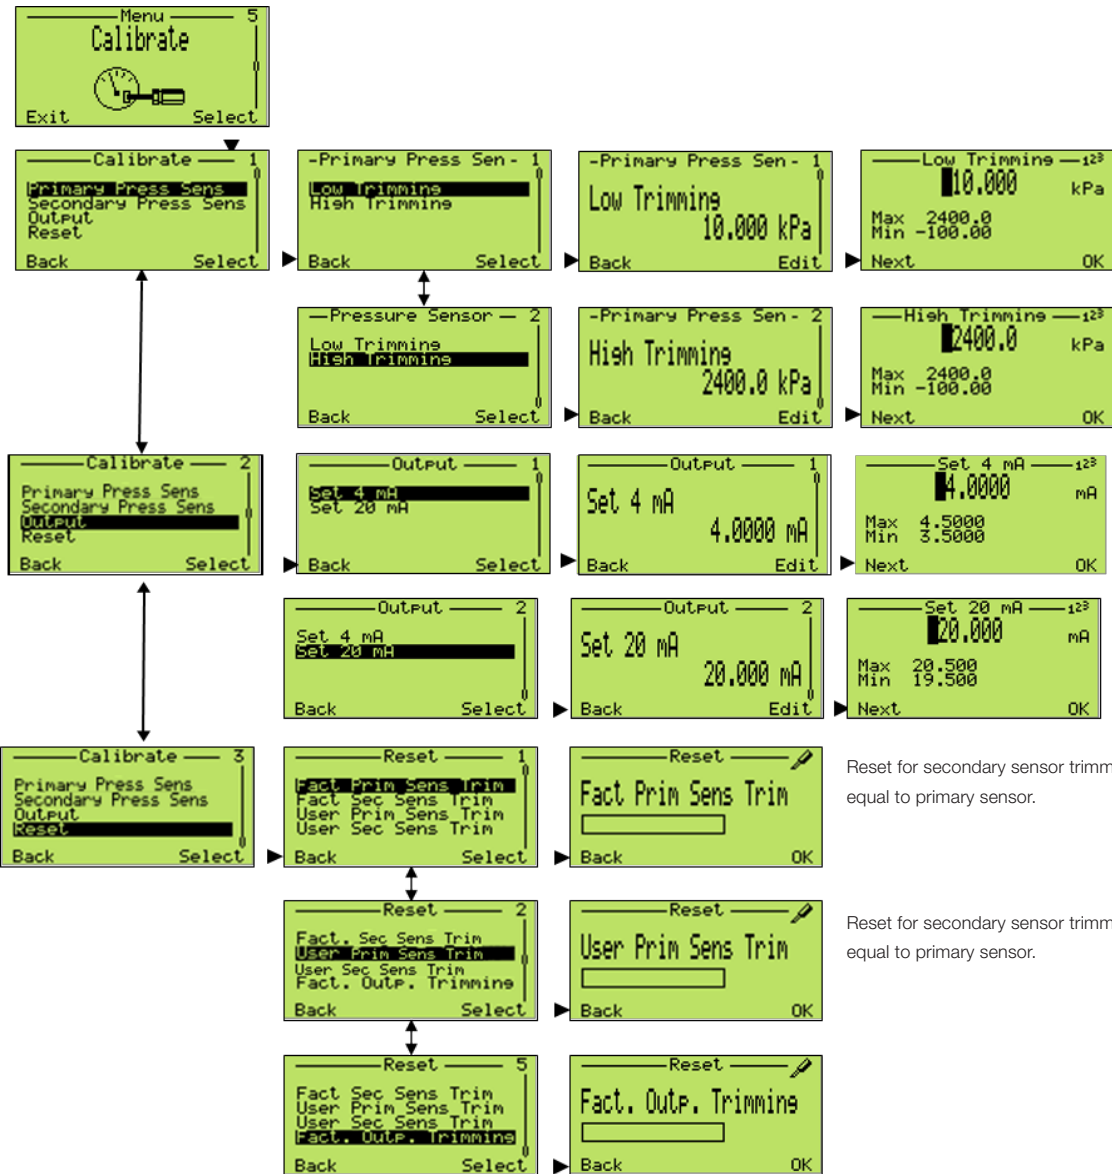 Menu 5
Calibrate
Exit Select
Calibrate 1
Primary Press Sens
Secondary Press Sens
Output
Reset
Back Select
-Primary Press Sen- 1
Low Trimming
High Trimming
Back Select
-Primary Press Sen- 1
Low Trimming
10.000 kPa
Back Edit
Low Trimming 123
10.000 kPa
Max 2400.0
Min -100.00
Next OK
Pressure Sensor 2
Low Trimming
High Trimming
Back Select
-Primary Press Sen- 2
High Trimming
2400.0 kPa
Back Edit
High Trimming 123
2400.0 kPa
Max 2400.0
Min -100.00
Next OK
Calibrate 2
Primary Press Sens
Secondary Press Sens
Output
Reset
Back Select
Output 1
Set 4 mA
Set 20 mA
Back Select
Output 1
Set 4 mA
4.0000 mA
Back Edit
Set 4 mA 123
4.0000 mA
Max 4.5000
Min 3.5000
Next OK
Output 2
Set 4 mA
Set 20 mA
Back Select
Output 2
Set 20 mA
20.000 mA
Back Edit
Set 20 mA 123
20.000 mA
Max 20.500
Min 19.500
Next OK
Calibrate 3
Primary Press Sens
Secondary Press Sens
Output
Reset
Back Select
Reset 1
Fact Prim Sens Trim
Fact Sec Sens Trim
User Prim Sens Trim
User Sec Sens Trim
Back Select
Reset
Fact Prim Sens Trim
Back OK
Reset for secondary sensor trimm
equal to primary sensor.
Reset 2
Fact. Sec Sens Trim
User Prim Sens Trim
User Sec Sens Trim
Fact. Outp. Trimming
Back Select
Reset
User Prim Sens Trim
Back OK
Reset for secondary sensor trimm
equal to primary sensor.
Reset 5
Fact Sec Sens Trim
User Prim Sens Trim
User Sec Sens Trim
Fact. Outp. Trimming
Back Select
Reset
Fact. Outp. Trimming
Back OK